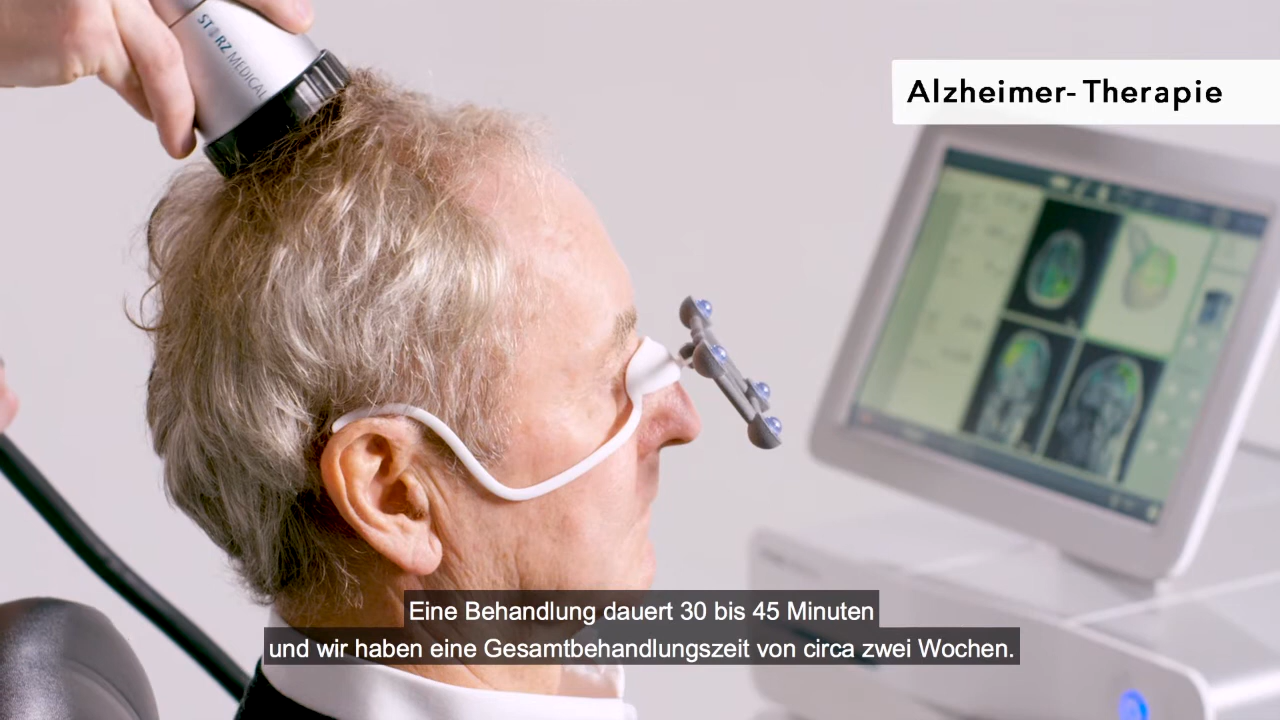 STORZ MEDICAL
Alzheimer-Therapie
Eine Behandlung dauert 30 bis 45 Minuten
und wir haben eine Gesamtbehandlungszeit von circa zwei Wochen.